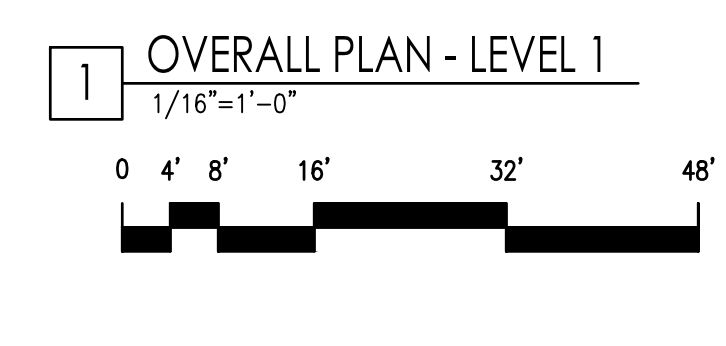 1
OVERALL PLAN - LEVEL 1
1/16"=1'-0"
0 4' 8' 16' 32' 48'